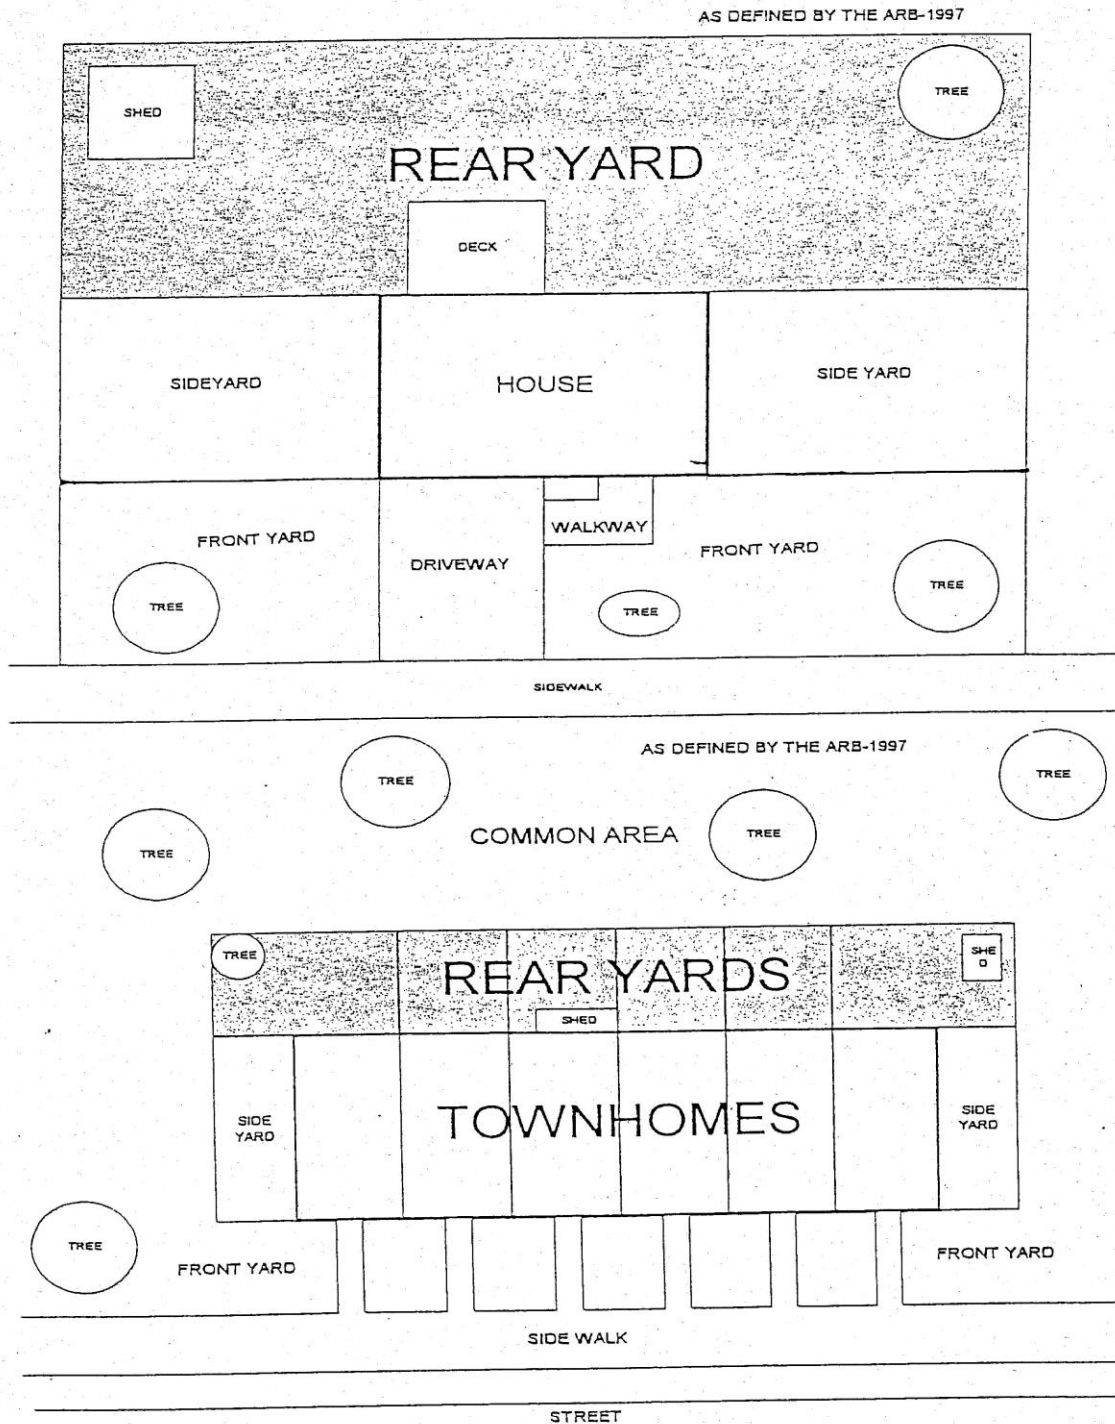 AS DEFINED BY THE ARB-1997
SHED
TREE
REAR YARD
DECK
SIDEYARD
HOUSE
SIDE YARD
FRONT YARD
DRIVEWAY
WALKWAY
FRONT YARD
TREE
TREE
TREE
SIDEWALK
AS DEFINED BY THE ARB-1997
TREE
TREE
TREE
COMMON AREA
TREE
TREE
REAR YARDS
SHE
D
SHED
SIDE
YARD
TOWNHOMES
SIDE
YARD
TREE
FRONT YARD
FRONT YARD
SIDE WALK
STREET